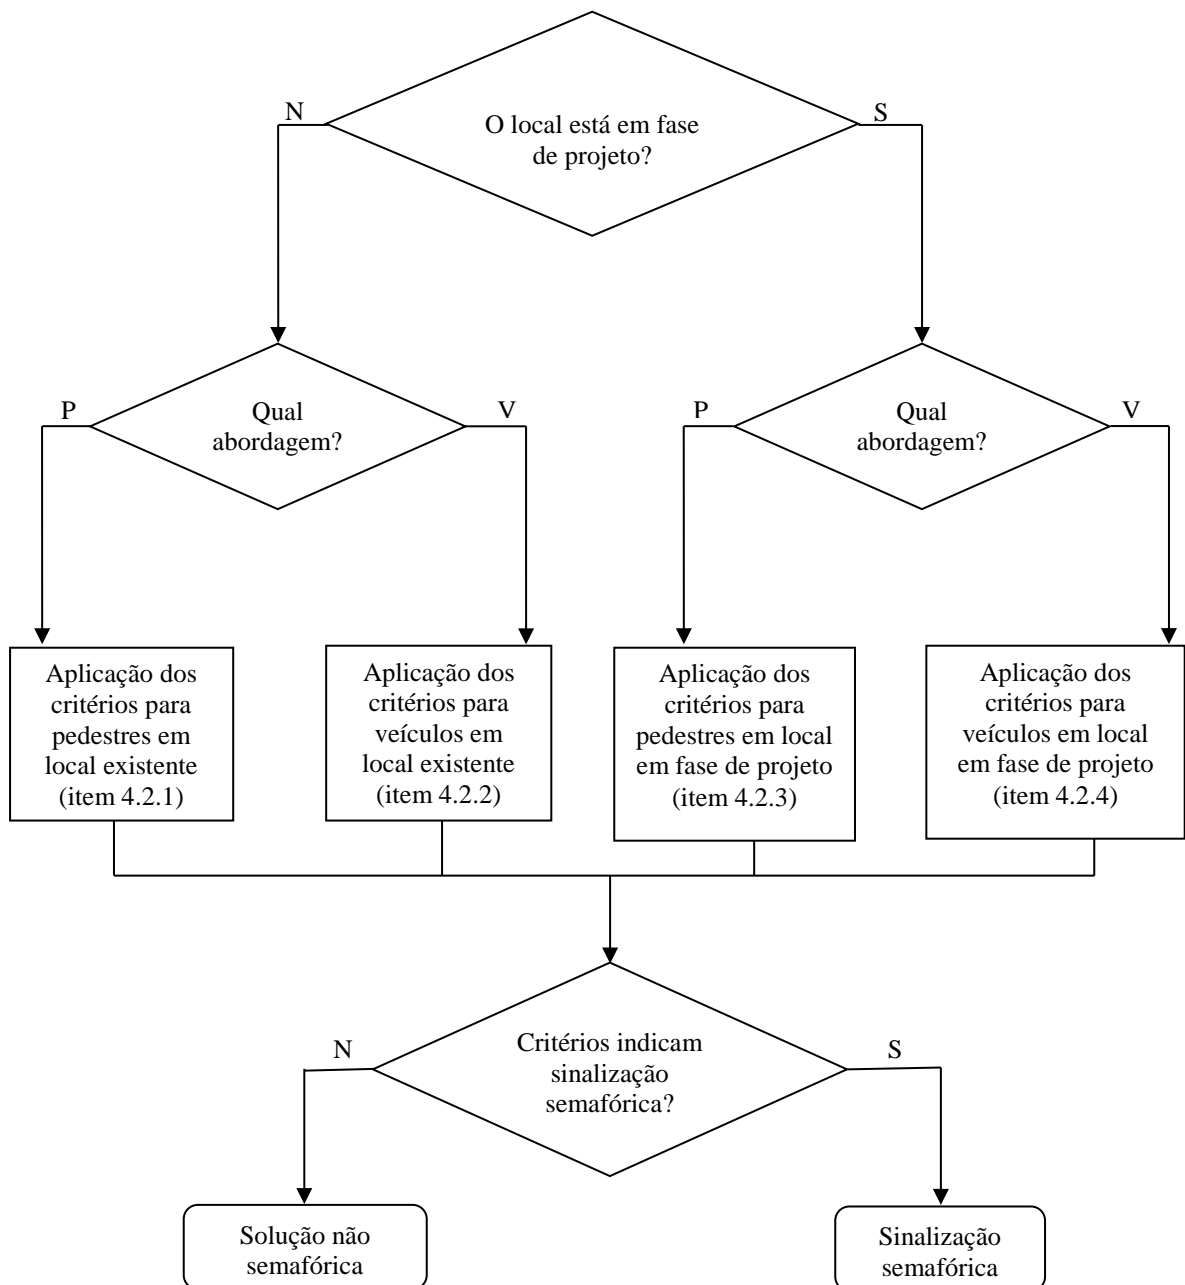 N
S
O local está em fase
de projeto?
P
Qual
abordagem?
V
P
Qual
abordagem?
V
Aplicação dos
critérios para
pedestres em
local existente
(item 4.2.1)
Aplicação dos
critérios para
veículos em
local existente
(item 4.2.2)
Aplicação dos
critérios para
pedestres em local
em fase de projeto
(item 4.2.3)
Aplicação dos
critérios para
veículos em local
em fase de projeto
(item 4.2.4)
N
Critérios indicam
sinalização
semafórica?
S
Solução não
semafórica
Sinalização
semafórica